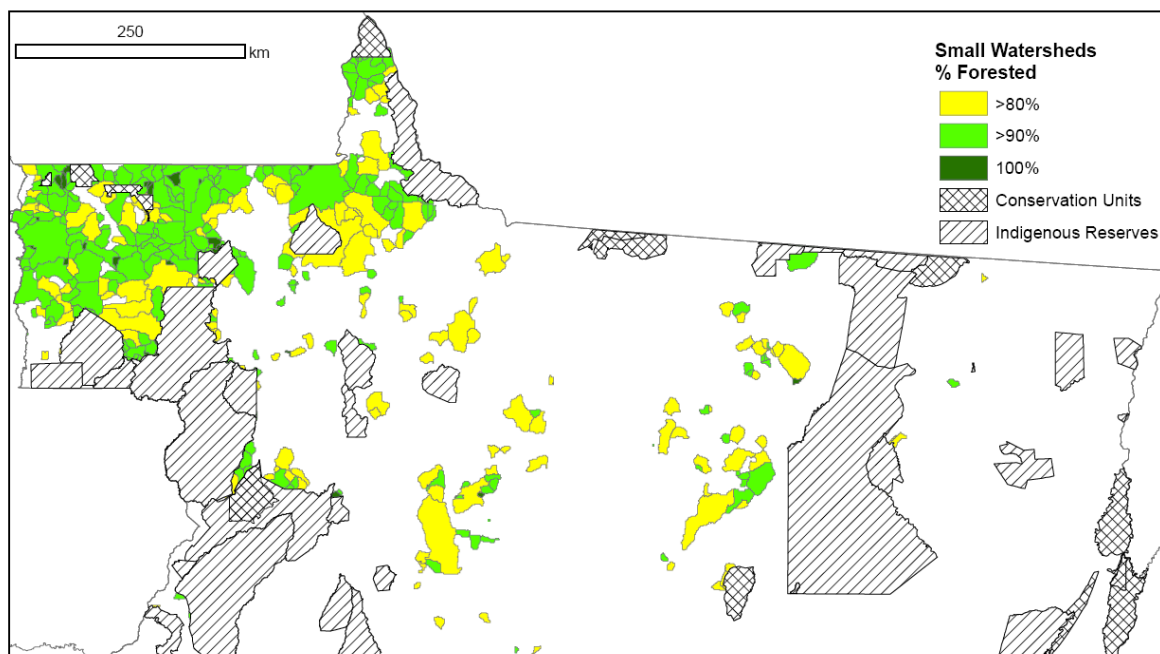 250
km
Small Watersheds
% Forested
>80%
>90%
100%
Conservation Units
Indigenous Reserves